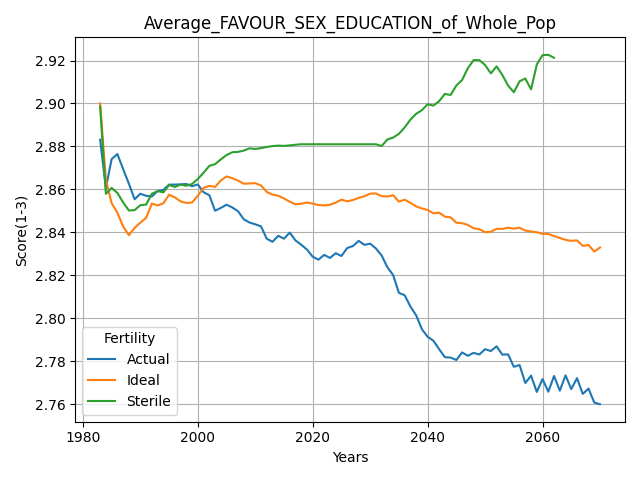 Average_FAVOUR_SEX_EDUCATION_of_Whole_Pop
Score(1-3)
2.92
2.90
2.88
2.86
2.84
2.82
2.80
2.78
2.76
Fertility
Actual
Ideal
Sterile
1980
2000
2020
2040
2060
Years